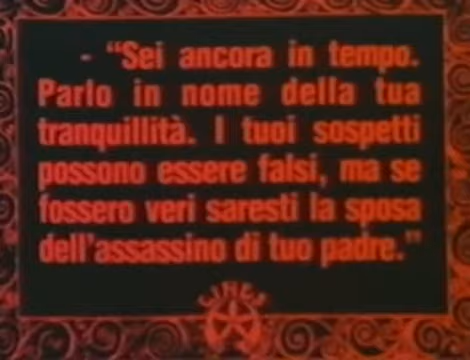 - "Sei ancora in tempo.
Parlo in nome della tua
tranquillità. I tuoi sospetti
possono essere falsi, ma se
fossero veri saresti la sposa
dell'assassino di tuo padre."
CINES